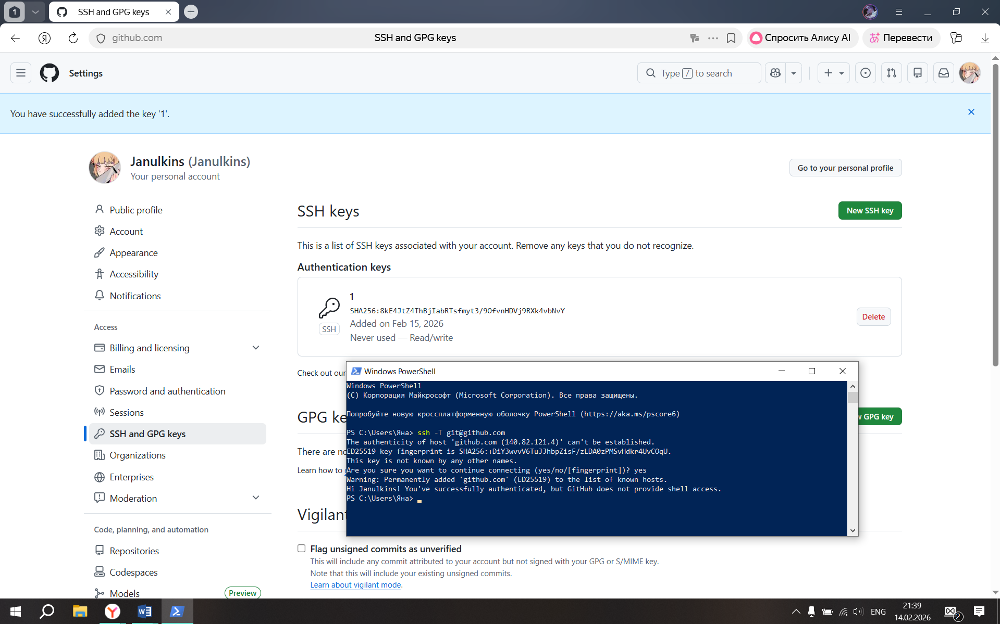 1
SSH and GPG keys
github.com
SSH and GPG keys
Спросить Алису AI
Перевести
Settings
Type / to search
You have successfully added the key '1'.
Janulkins (Janulkins)
Your personal account
Go to your personal profile
Public profile
Account
Appearance
Accessibility
Notifications
Access
Billing and licensing
Emails
Password and authentication
Sessions
SSH and GPG keys
Organizations
Enterprises
Moderation
Code, planning, and automation
Repositories
Codespaces
Models
Preview
SSH keys
New SSH key
This is a list of SSH keys associated with your account. Remove any keys that you do not recognize.
Authentication keys
1
SHA256:8kE4JtZ4ThBjIabRTsfmyt3/9OfvnHDVj9RXk4vbNvY
SSH
Added on Feb 15, 2026
Never used — Read/write
Delete
Check out our
GPG ke
w GPG key
There are no
Learn how to
Windows PowerShell
Windows PowerShell
(C) Корпорация Майкрософт (Microsoft Corporation). Все права защищены.
Попробуйте новую кроссплатформенную оболочку PowerShell (https://aka.ms/pscore6)
PS C:\Users\Яна> ssh -T git@github.com
The authenticity of host 'github.com (140.82.121.4)' can't be established.
ED25519 key fingerprint is SHA256:+DiY3wvvV6TuJJhbpZisF/zLDA0zPMSvHdkr4UvCOqU.
This key is not known by any other names.
Are you sure you want to continue connecting (yes/no/[fingerprint])? yes
Warning: Permanently added 'github.com' (ED25519) to the list of known hosts.
Hi Janulkins! You've successfully authenticated, but GitHub does not provide shell access.
PS C:\Users\Яна>
Vigilant
Flag unsigned commits as unverified
This will include any commit attributed to your account but not signed with your GPG or S/MIME key.
Note that this will include your existing unsigned commits.
Learn about vigilant mode.
ENG
21:39
14.02.2026
2